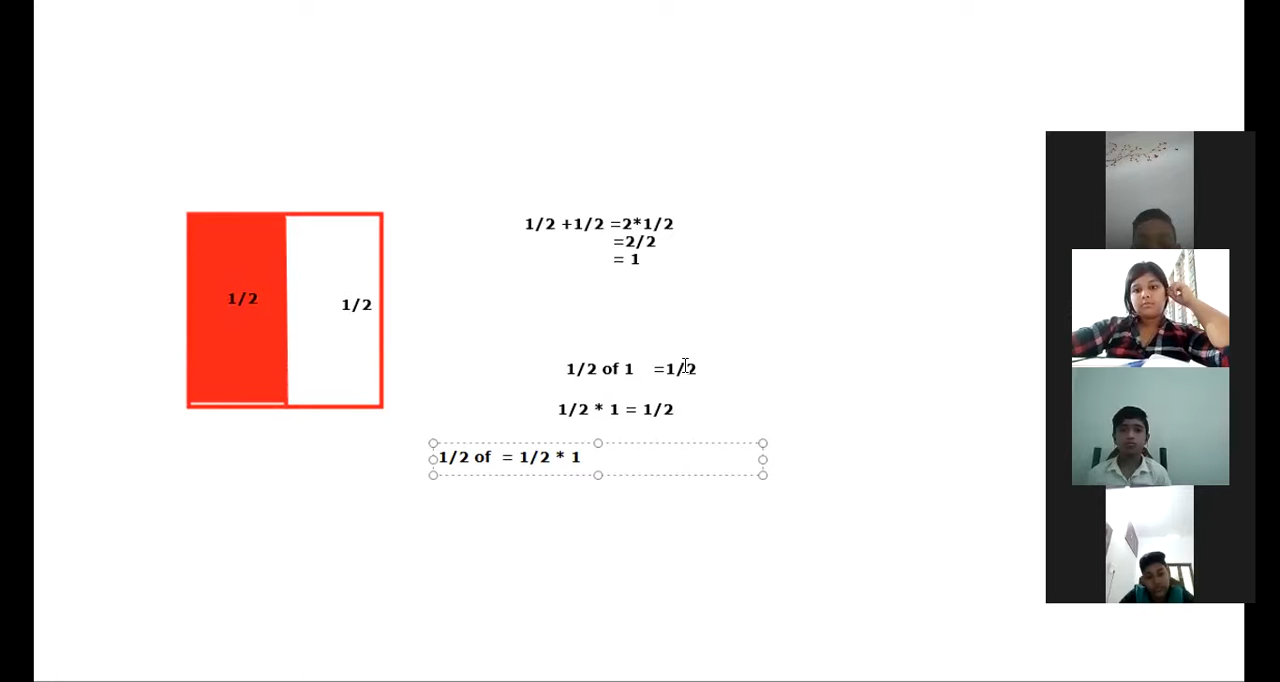 1/2 +1/2 =2*1/2
=2/2
= 1
1/2
1/2
1/2 of 1 =1/2
1/2 * 1 = 1/2
1/2 of = 1/2 * 1